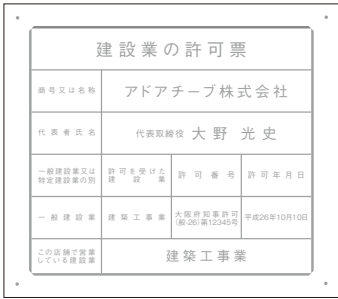 建設業の許可票
商号又は名称
アドアチーブ株式会社
代表者氏名
代表取締役 大野 光史
一般建設業又は
特定建設業の別
許可を受けた
建設業
許可番号
許可年月日
一般建設業
建築工事業
大阪府知事許可
(般-26)第12345号
平成26年10月10日
この店舗で営業
している建設業
建築工事業